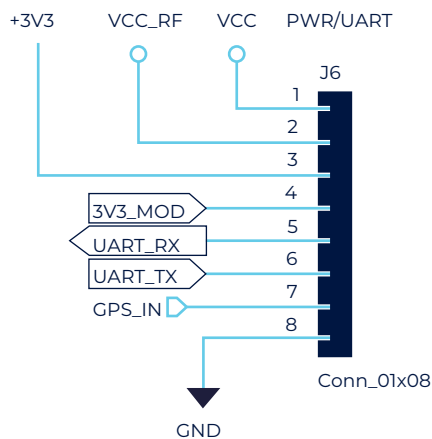 +3V3 VCC_RF VCC PWR/UART
J6
1
2
3
4
3V3_MOD
5
UART_RX
6
UART_TX
7
GPS_IN
8
Conn_01x08
GND